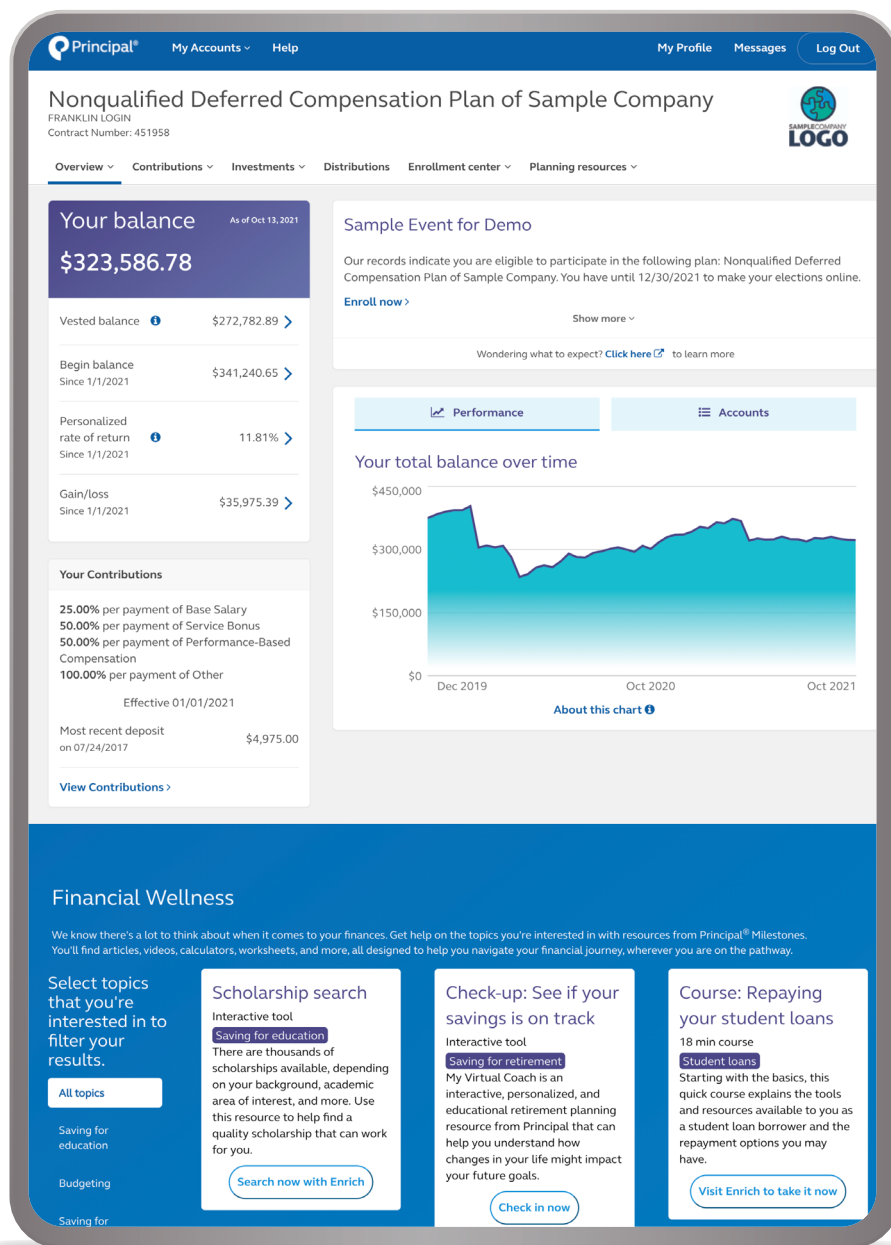 Principal®
My Accounts Help My Profile Messages Log Out
Nonqualified Deferred Compensation Plan of Sample Company
FRANKLIN LOGIN
Contract Number: 451958
SAMPLECOMPANY
LOGO
Overview Contributions Investments Distributions Enrollment center Planning resources
Your balance As of Oct 13, 2021
$323,586.78
Vested balance $272,782.89
Begin balance
Since 1/1/2021
$341,240.65
Personalized
rate of return
Since 1/1/2021
11.81%
Gain/loss
Since 1/1/2021
$35,975.39
Your Contributions
25.00% per payment of Base Salary
50.00% per payment of Service Bonus
50.00% per payment of Performance-Based
Compensation
100.00% per payment of Other
Effective 01/01/2021
Most recent deposit
on 07/24/2017
$4,975.00
View Contributions
Sample Event for Demo
Our records indicate you are eligible to participate in the following plan: Nonqualified Deferred
Compensation Plan of Sample Company. You have until 12/30/2021 to make your elections online.
Enroll now
Show more
Wondering what to expect? Click here to learn more
Performance Accounts
Your total balance over time
$450,000
$300,000
$150,000
$0
Dec 2019 Oct 2020 Oct 2021
About this chart
Financial Wellness
We know there's a lot to think about when it comes to your finances. Get help on the topics you're interested in with resources from Principal® Milestones.
You'll find articles, videos, calculators, worksheets, and more, all designed to help you navigate your financial journey, wherever you are on the pathway.
Select topics
that you're
interested in to
filter your
results.
All topics
Saving for
education
Budgeting
Saving for
Scholarship search
Interactive tool
Saving for education
There are thousands of
scholarships available, depending
on your background, academic
area of interest, and more. Use
this resource to help find a
quality scholarship that can work
for you.
Search now with Enrich
Check-up: See if your
savings is on track
Interactive tool
Saving for retirement
My Virtual Coach is an
interactive, personalized, and
educational retirement planning
resource from Principal that can
help you understand how
changes in your life might impact
your future goals.
Check in now
Course: Repaying
your student loans
18 min course
Student loans
Starting with the basics, this
quick course explains the tools
and resources available to you as
a student loan borrower and the
repayment options you may
have.
Visit Enrich to take it now